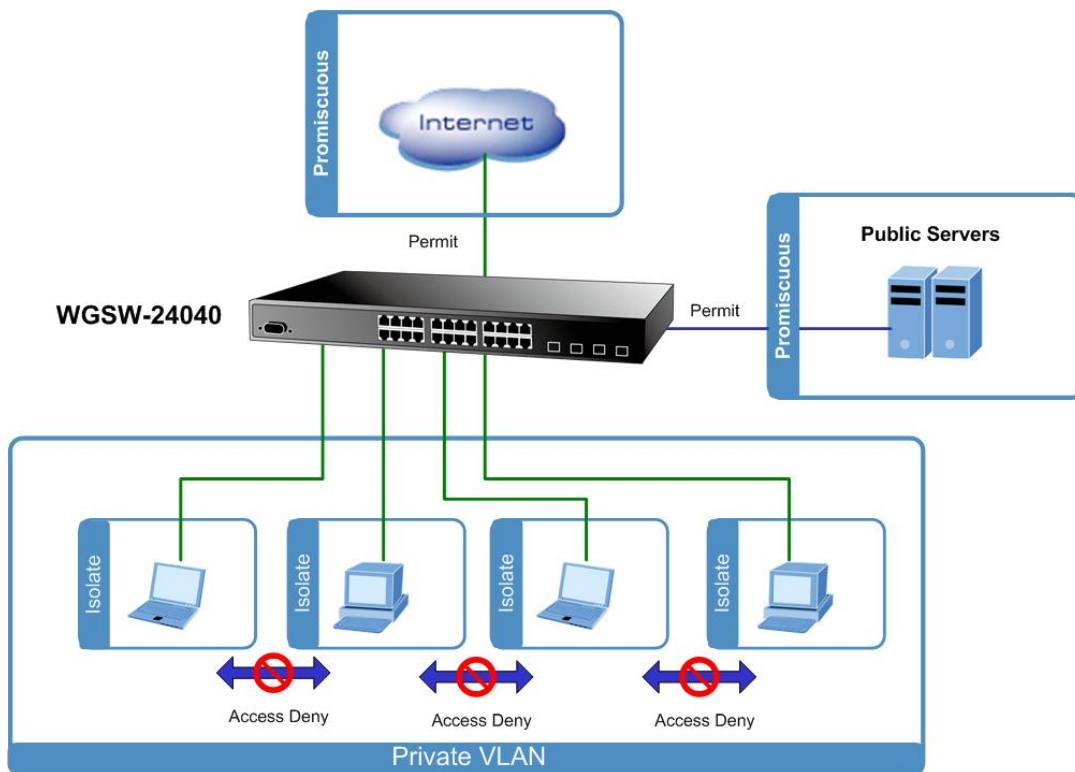 Promiscuous
Internet
Permit
WGSW-24040
Permit
Promiscuous
Public Servers
Isolate
Isolate
Isolate
Isolate
Access Deny
Access Deny
Access Deny
Private VLAN